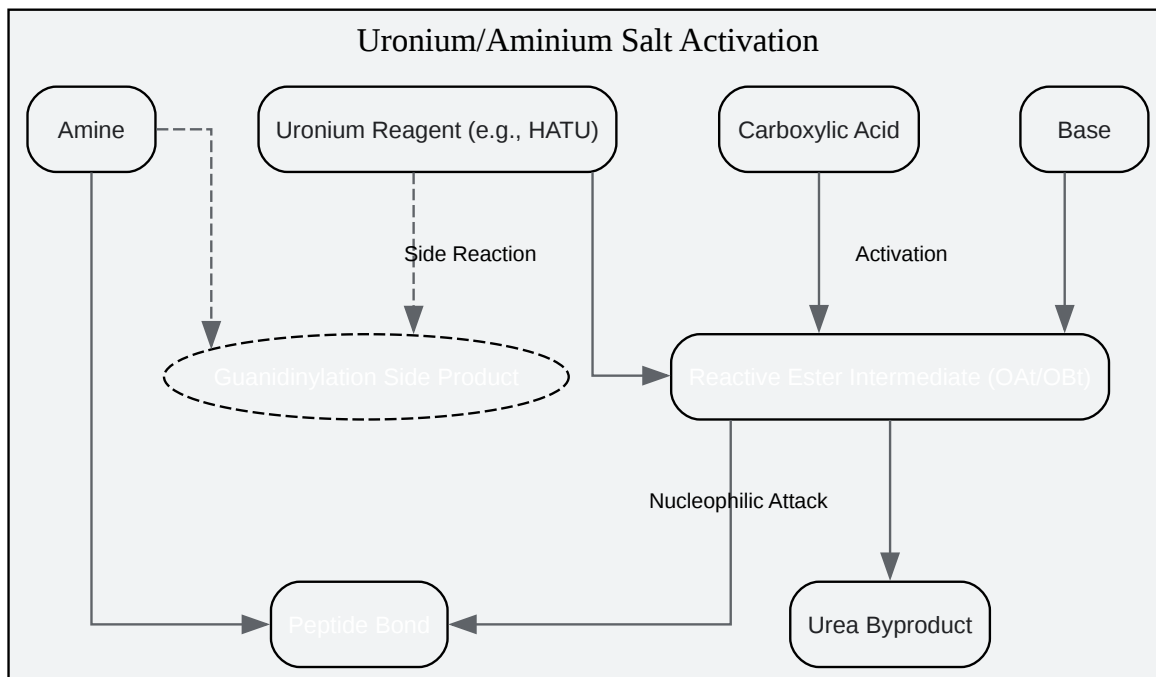 Uronium/Aminium Salt Activation
Amine
Uronium Reagent (e.g., HATU)
Carboxylic Acid
Base
Side Reaction
Activation
Guanidinylation Side Product
Reactive Ester Intermediate (OAt/OBt)
Nucleophilic Attack
Peptide Bond
Urea Byproduct